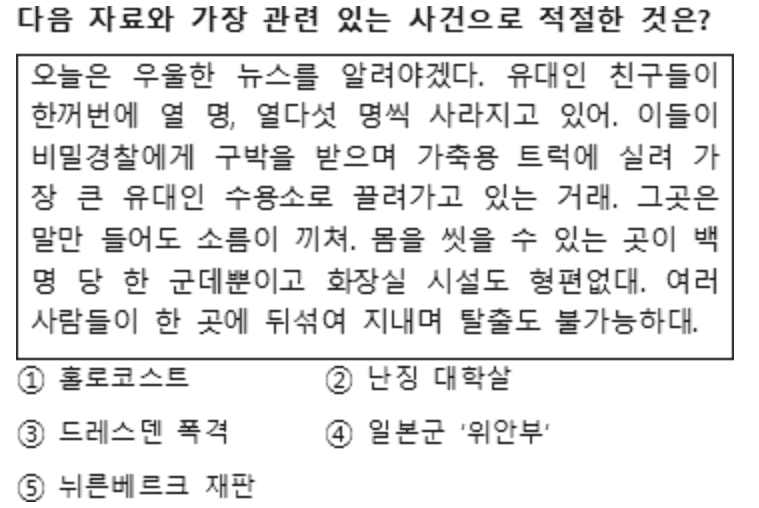 다음 자료와 가장 관련 있는 사건으로 적절한 것은?
오늘은 우울한 뉴스를 알려야겠다. 유대인 친구들이
한꺼번에 열 명, 열다섯 명씩 사라지고 있어. 이들이
비밀경찰에게 구박을 받으며 가축용 트럭에 실려 가
장 큰 유대인 수용소로 끌려가고 있는 거래. 그곳은
말만 들어도 소름이 끼쳐. 몸을 씻을 수 있는 곳이 백
명 당 한 군데뿐이고 화장실 시설도 형편없대. 여러
사람들이 한 곳에 뒤섞여 지내며 탈출도 불가능하대.
① 홀로코스트 ② 난징 대학살
③ 드레스덴 폭격 ④ 일본군 '위안부'
⑤ 뉘른베르크 재판